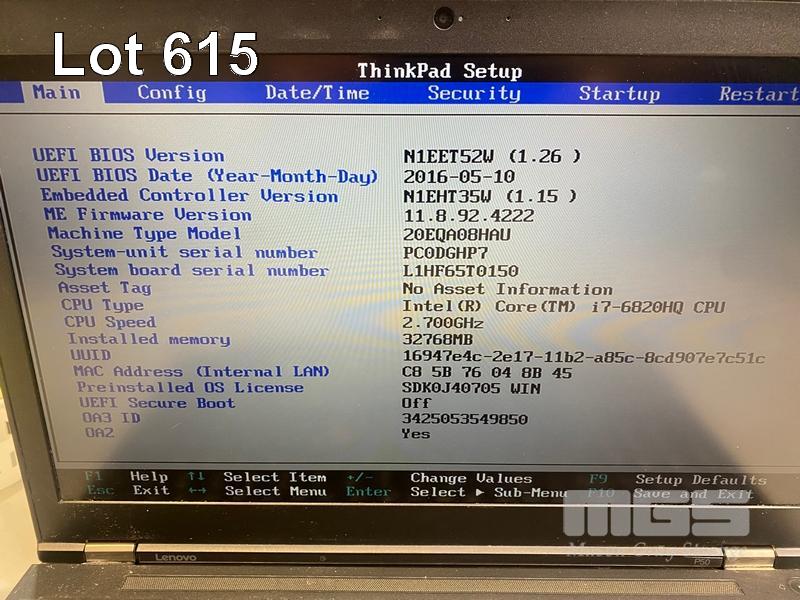 Lot 615
ThinkPad Setup
Main Config Date/Time Security Startup Restart
UEFI BIOS Version N1EET52W (1.26 )
UEFI BIOS Date (Year-Month-Day) 2016-05-10
Embedded Controller Version N1EHT35W (1.15 )
ME Firmware Version 11.8.92.4222
Machine Type Model 20EQA08HAU
System-unit serial number PC0DGHP7
System board serial number L1HF65T0150
Asset Tag No Asset Information
CPU Type Intel(R) Core(TM) i7-6820HQ CPU
CPU Speed 2.700GHz
Installed memory 32768MB
UUID 16947e4c-2e17-11b2-a85c-8cd907e7c51c
MAC Address (Internal LAN) C8 5B 76 04 8B 45
Preinstalled OS License SDK0J40705 WIN
UEFI Secure Boot Off
OA3 ID 3425053549850
OA2 Yes
F1 Help ↑↓ Select Item +/- Change Values F9 Setup Defaults
Esc Exit ←→ Select Menu Enter Select ▶ Sub-Menu F10 Save and Exit
MGS
Lenovo
P50